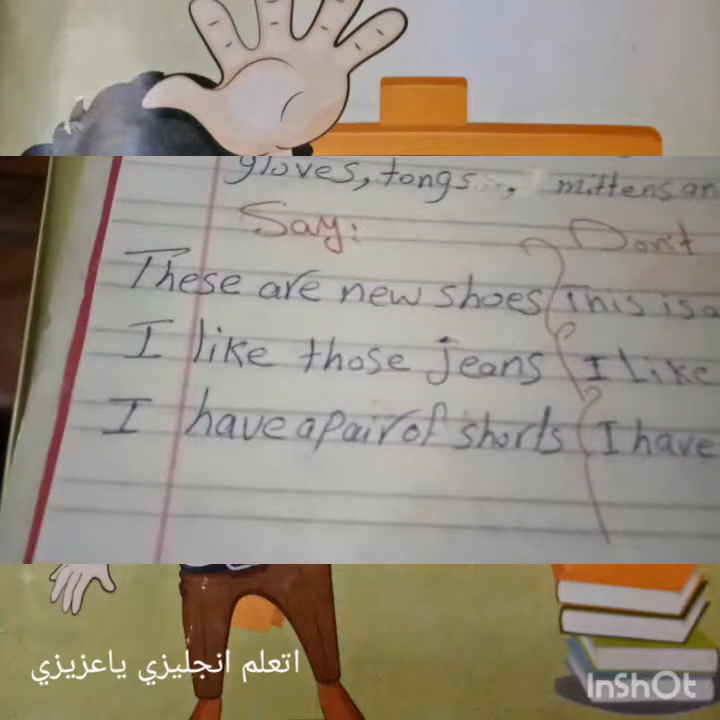 gloves, tongs , mittens an
Say: Don't
These are new shoes This is a
I like those jeans I Like
I have a pair of shorts I have
اتعلم انجليزي ياعزيزي
InShOt